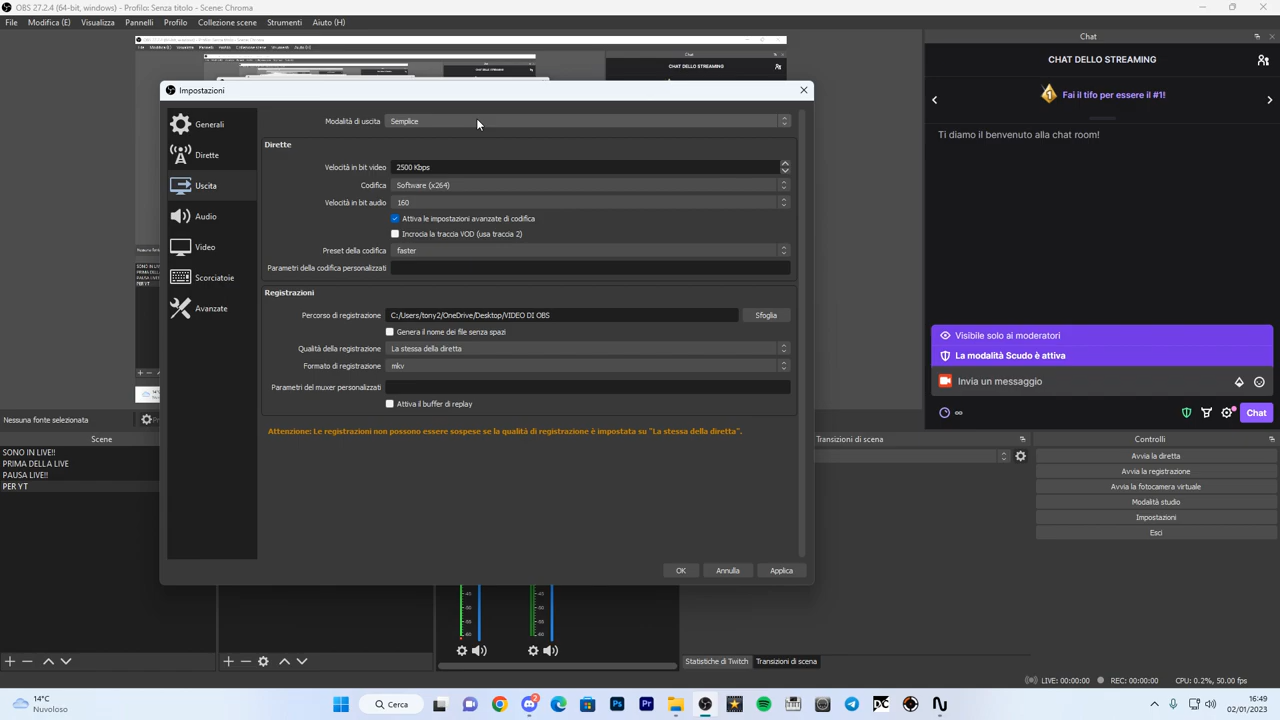 OBS 27.2.4 (64-bit, windows) - Profilo: Senza titolo - Scene: Chroma
File Modifica (E) Visualizza Pannelli Profilo Collezione scene Strumenti Aiuto (H)
Chat
CHAT DELLO STREAMING
Fai il tifo per essere il #1!
Ti diamo il benvenuto alla chat room!
Impostazioni
Generali
Dirette
Uscita
Audio
Video
Scorciatoie
Avanzate
Modalità di uscita Semplice
Dirette
Velocità in bit video 2500 Kbps
Codifica Software (x264)
Velocità in bit audio 160
Attiva le impostazioni avanzate di codifica
Incrocia la traccia VOD (usa traccia 2)
Preset della codifica faster
Parametri della codifica personalizzati
Registrazioni
Percorso di registrazione C:/Users/tony2/OneDrive/Desktop/VIDEO DI OBS Sfoglia
Genera il nome dei file senza spazi
Qualità della registrazione La stessa della diretta
Formato di registrazione mkv
Parametri del muxer personalizzati
Attiva il buffer di replay
Attenzione: Le registrazioni non possono essere sospese se la qualità di registrazione è impostata su "La stessa della diretta".
OK Annulla Applica
Visibile solo ai moderatori
La modalità Scudo è attiva
Invia un messaggio
Chat
Nessuna fonte selezionata
Scene
SONO IN LIVE!!
PRIMA DELLA LIVE
PAUSA LIVE!!
PER YT
Transizioni di scena
Controlli
Avvia la diretta
Avvia la registrazione
Avvia la fotocamera virtuale
Modalità studio
Impostazioni
Esci
Statistiche di Twitch Transizioni di scena
LIVE: 00:00:00 REC: 00:00:00 CPU: 0.2%, 50.00 fps
14°C
Nuvoloso
Cerca
16:49
02/01/2023